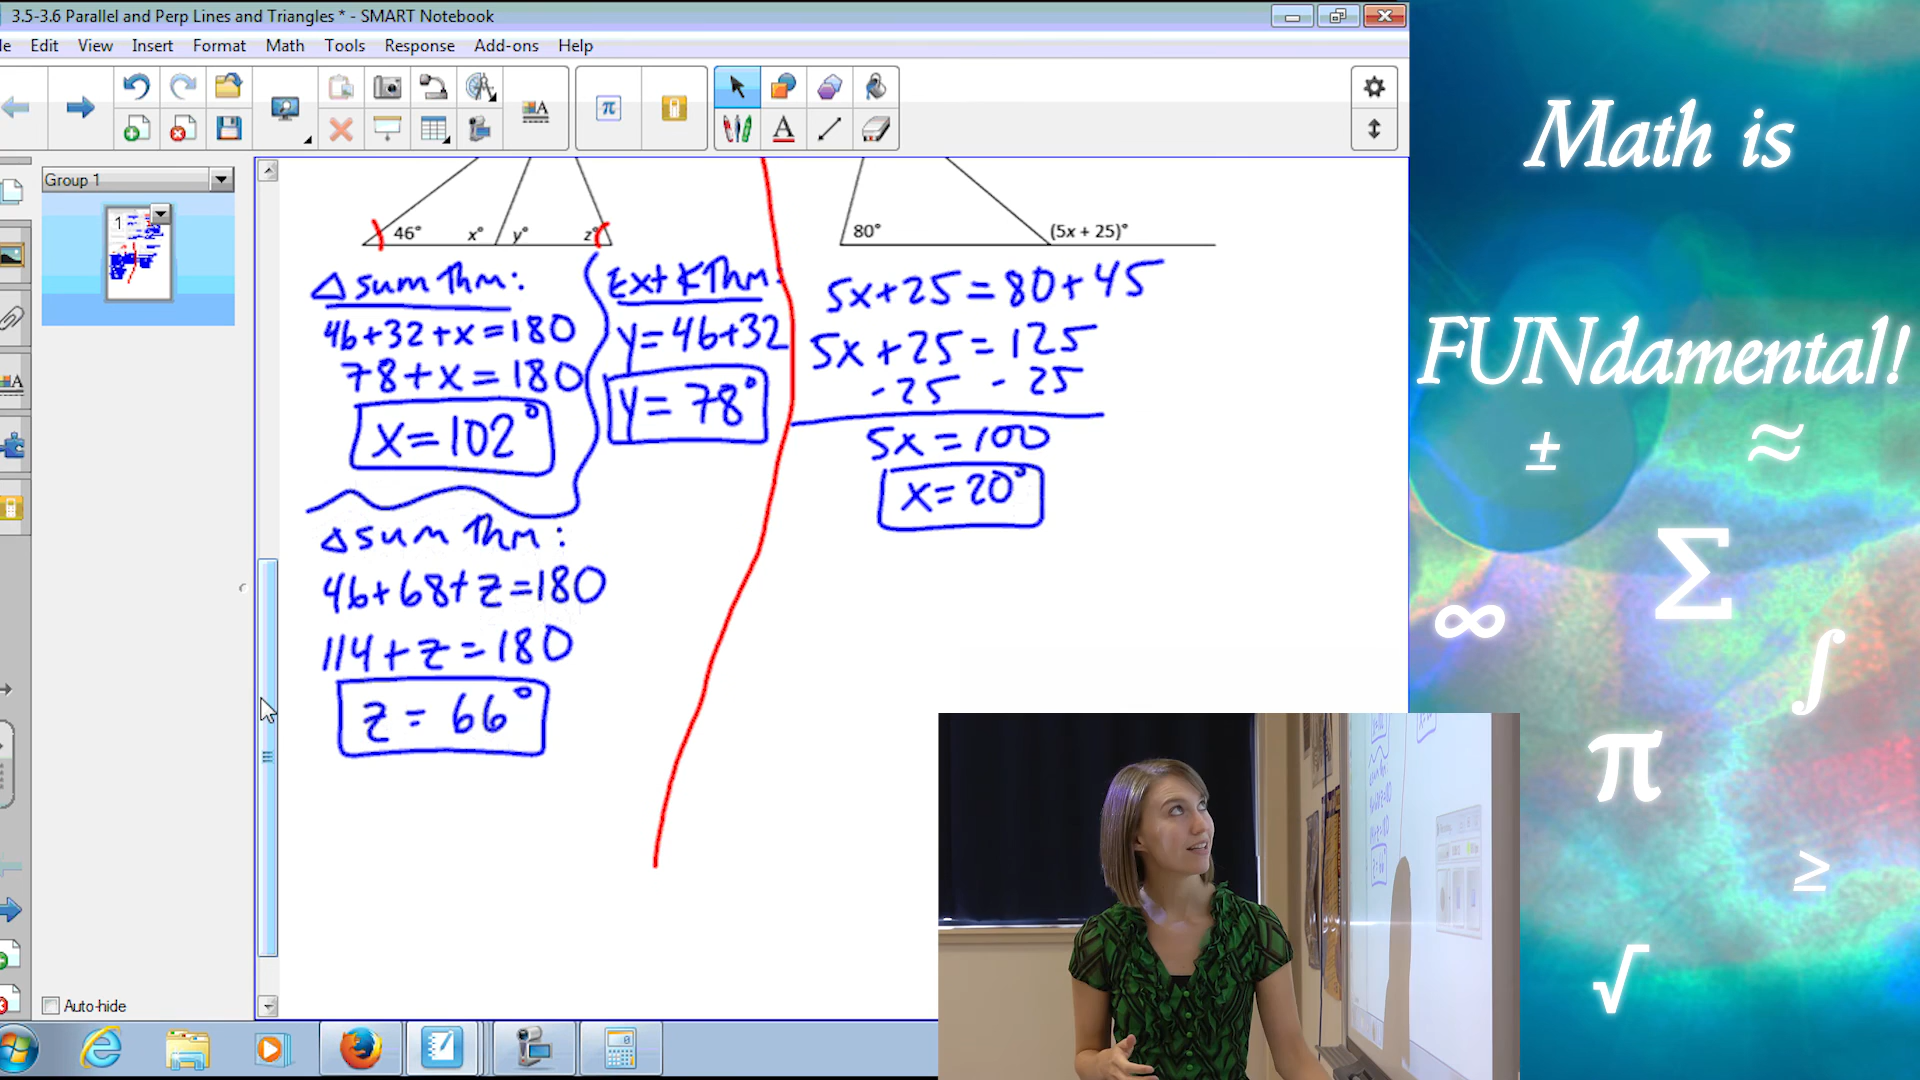 3.5-3.6 Parallel and Perp Lines and Triangles * - SMART Notebook
le Edit View Insert Format Math Tools Response Add-ons Help
π
A
Group 1
1
46° x° y° z°
80° (5x + 25)°
Δ sum Thm:
46+32+x=180
78+x=180
x=102°
Ext ∠ Thm:
y=46+32
y=78°
Δ sum Thm:
46+68+z=180
114+z=180
z=66°
5x+25=80+45
5x+25=125
-25 -25
5x=100
x=20°
Auto-hide
Math is
FUNdamental!
± ≈
∞ Σ
∫
π
≥
√